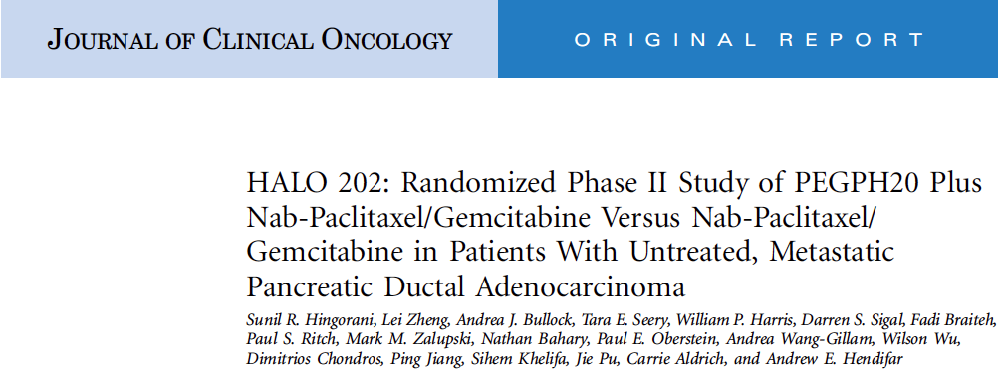 JOURNAL OF CLINICAL ONCOLOGY
ORIGINAL REPORT
HALO 202: Randomized Phase II Study of PEGPH20 Plus
Nab-Paclitaxel/Gemcitabine Versus Nab-Paclitaxel/
Gemcitabine in Patients With Untreated, Metastatic
Pancreatic Ductal Adenocarcinoma
Sunil R. Hingorani, Lei Zheng, Andrea J. Bullock, Tara E. Seery, William P. Harris, Darren S. Sigal, Fadi Braiteh,
Paul S. Ritch, Mark M. Zalupski, Nathan Bahary, Paul E. Oberstein, Andrea Wang-Gillam, Wilson Wu,
Dimitrios Chondros, Ping Jiang, Sihem Khelifa, Jie Pu, Carrie Aldrich, and Andrew E. Hendifar